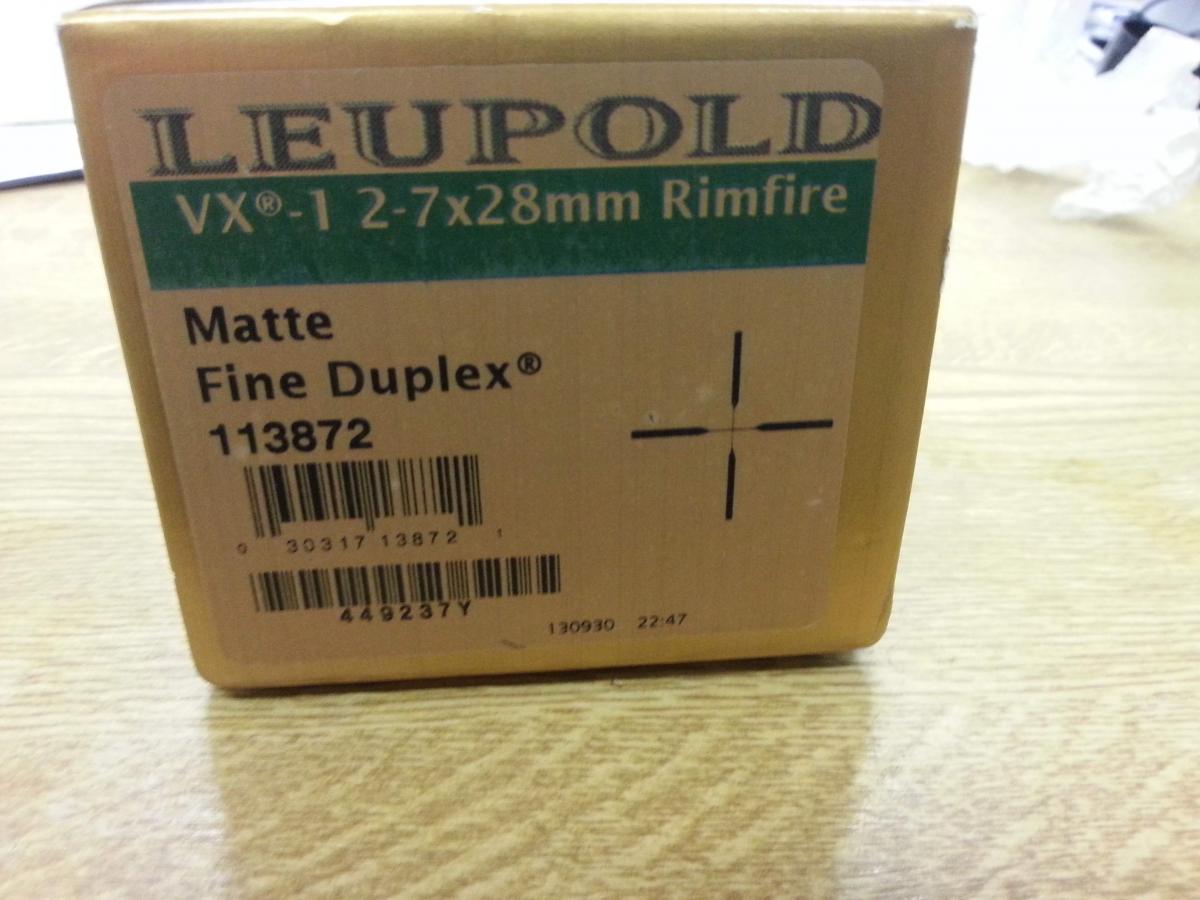 LEUPOLD
VX®-1 2-7x28mm Rimfire
Matte
Fine Duplex®
113872
0 30317 13872 1
449237Y
130930 22:47